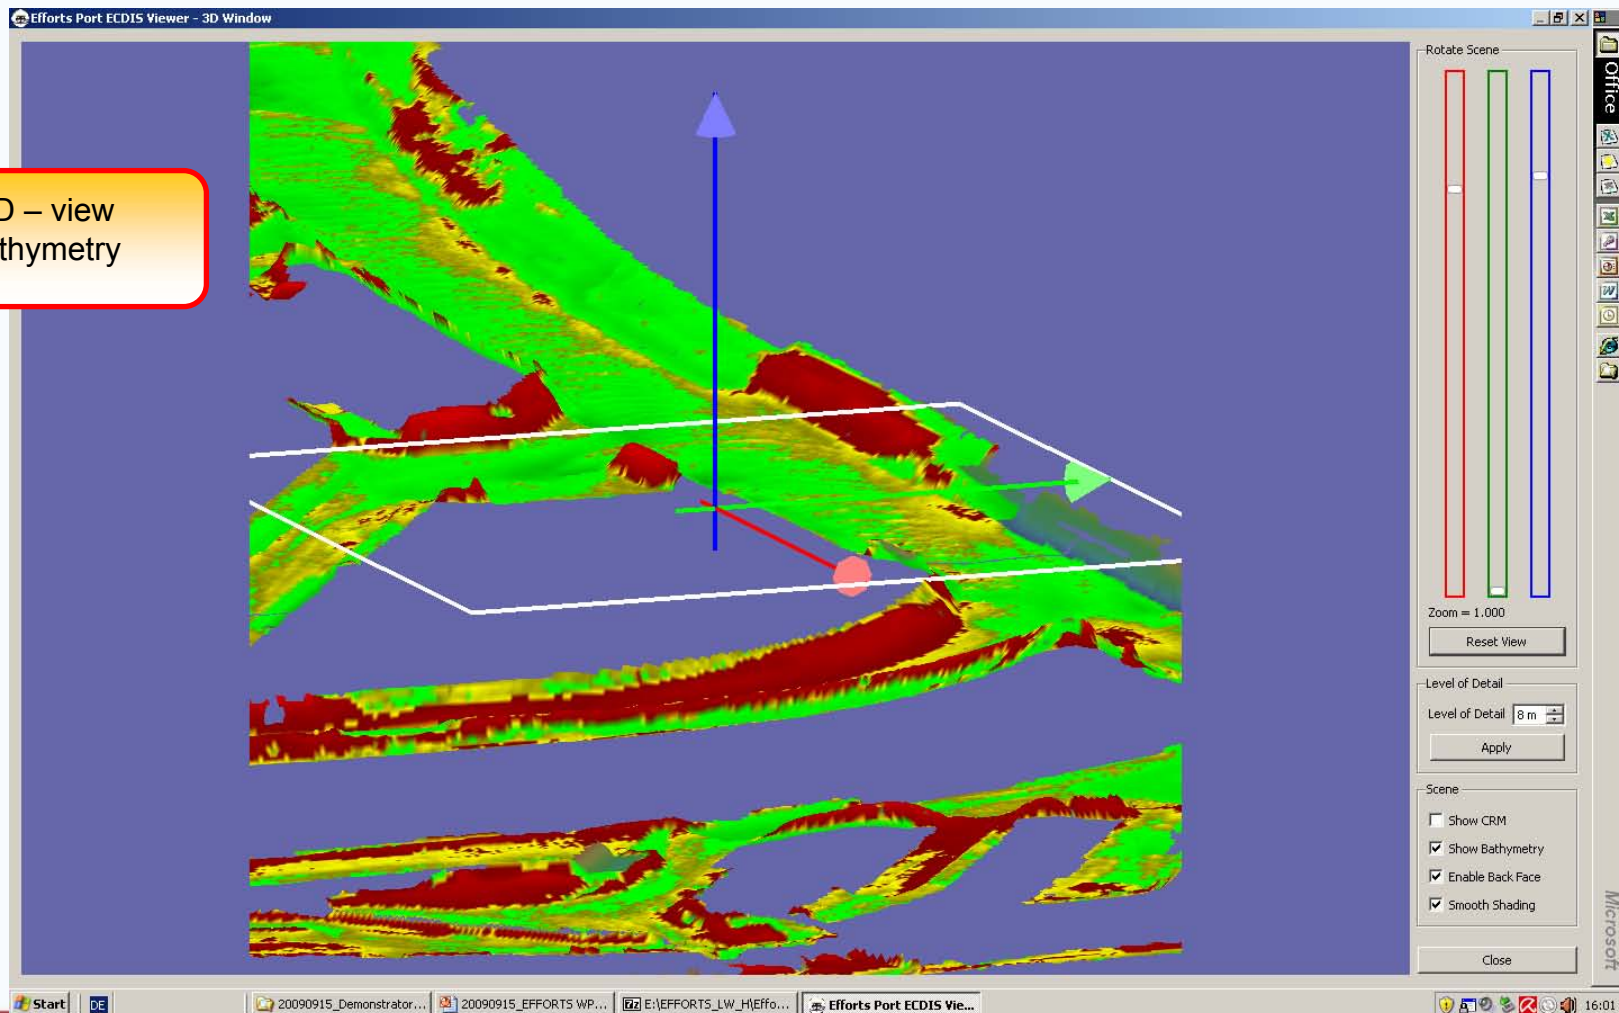 Efforts Port ECDIS Viewer - 3D Window
D – view
thymetry
Rotate Scene
Zoom = 1.000
Reset View
Level of Detail
Level of Detail 8 m
Apply
Scene
Show CRM
Show Bathymetry
Enable Back Face
Smooth Shading
Close
Office
Microsoft
Start
DE
20090915_Demonstrator...
20090915_EFFORTS WP...
E:\EFFORTS_LW_H\Effo...
Efforts Port ECDIS Vie...
16:01